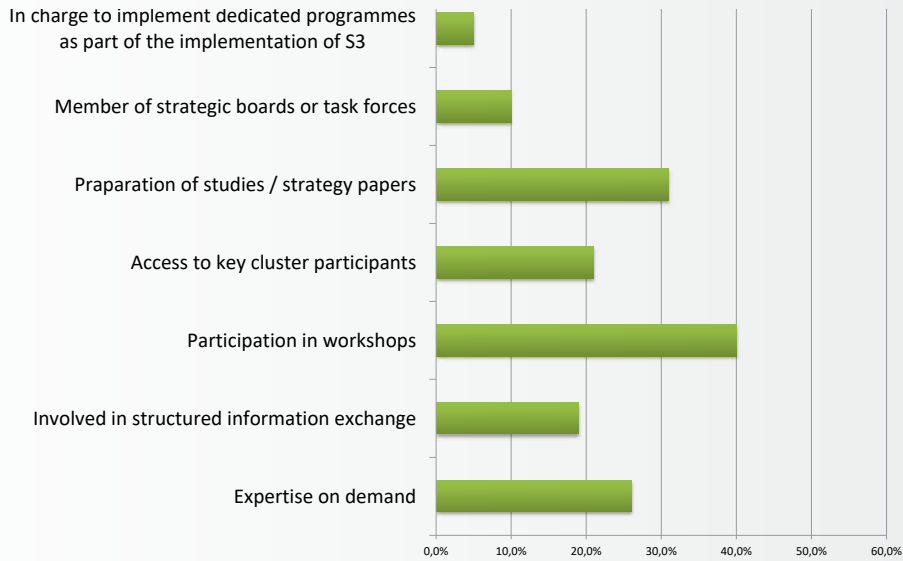 In charge to implement dedicated programmes
as part of the implementation of S3
Member of strategic boards or task forces
Praparation of studies / strategy papers
Access to key cluster participants
Participation in workshops
Involved in structured information exchange
Expertise on demand
0,0% 10,0% 20,0% 30,0% 40,0% 50,0% 60,0%